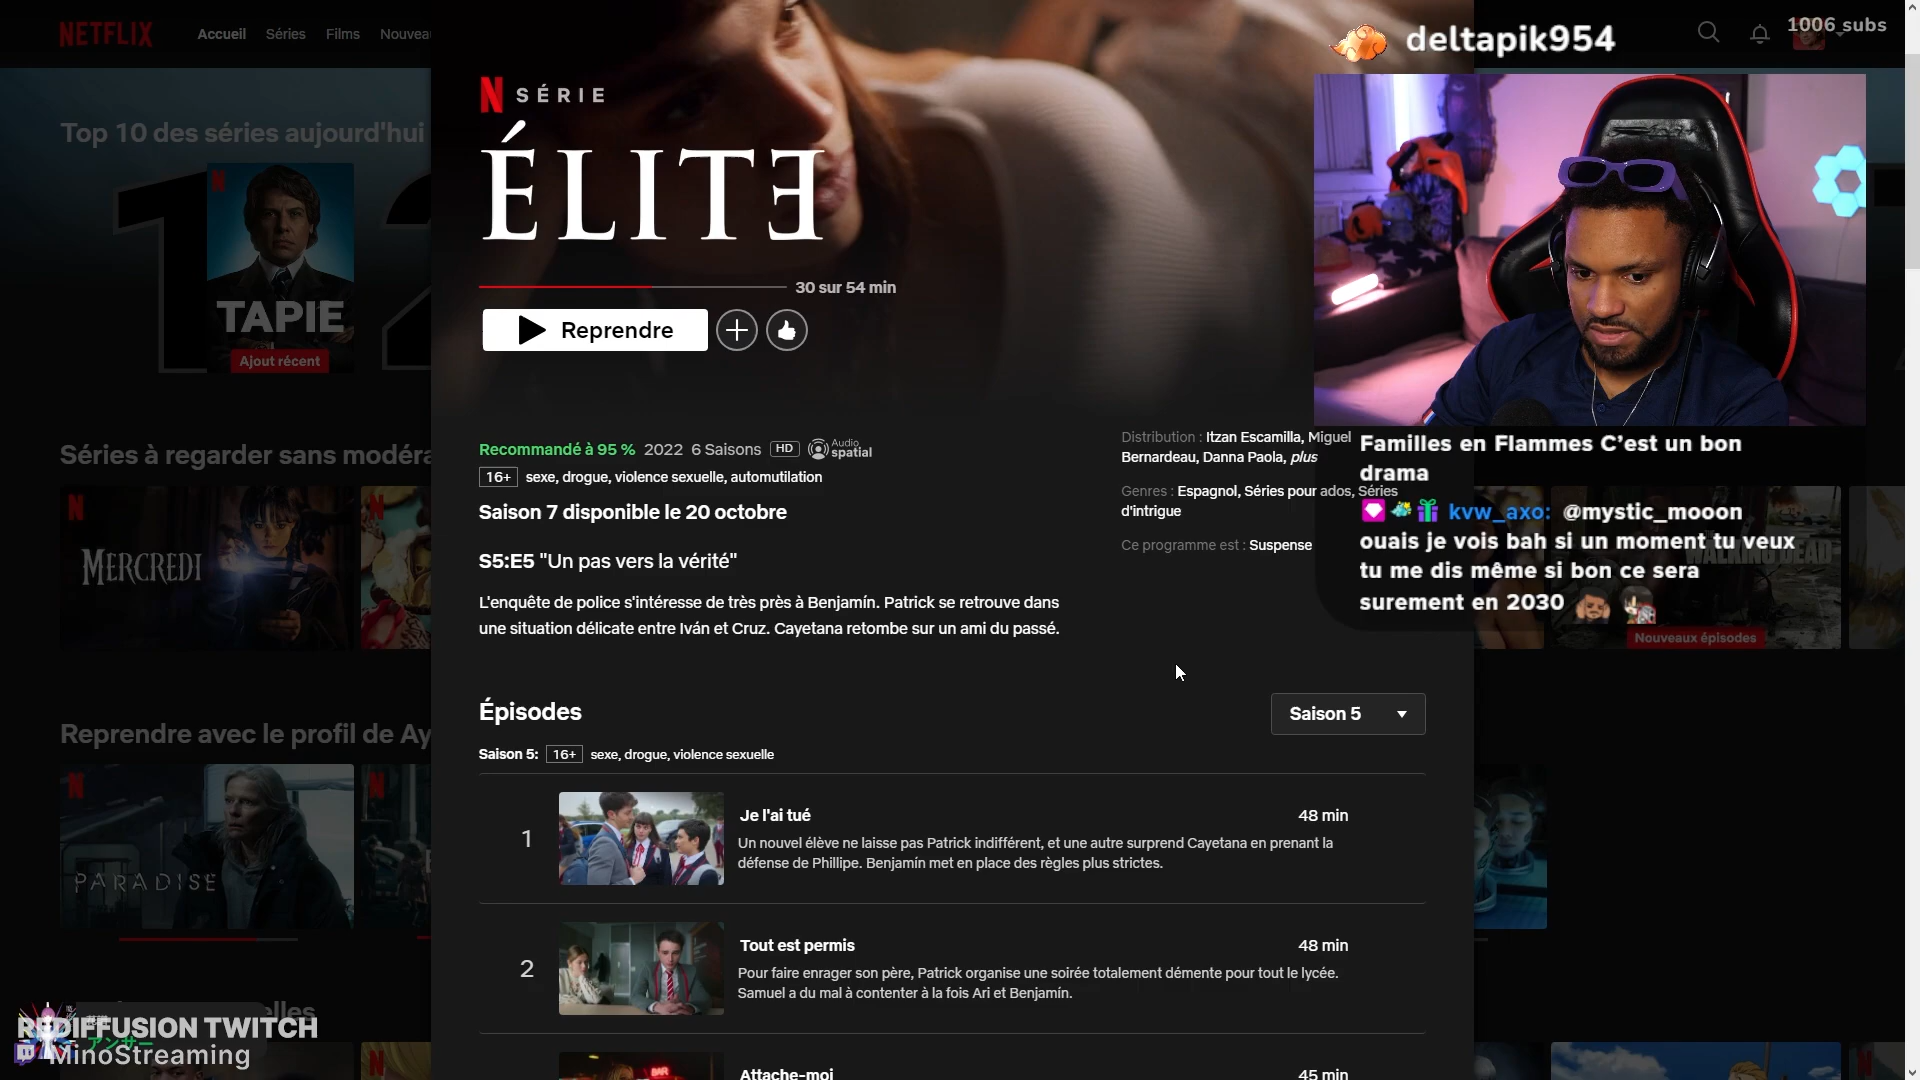 NETFLIX
Accueil
Séries
Films
Nouveau
deltapik954
1006 subs
Top 10 des séries aujourd'hui
TAPIE
Ajout récent
N SÉRIE
ÉLITE
30 sur 54 min
Reprendre
Recommandé à 95 % 2022 6 Saisons HD Audio spatial
16+ sexe, drogue, violence sexuelle, automutilation
Saison 7 disponible le 20 octobre
S5:E5 "Un pas vers la vérité"
L'enquête de police s'intéresse de très près à Benjamín. Patrick se retrouve dans
une situation délicate entre Iván et Cruz. Cayetana retombe sur un ami du passé.
Distribution : Itzan Escamilla, Miguel
Bernardeau, Danna Paola, plus
Genres : Espagnol, Séries pour ados, Séries
d'intrigue
Ce programme est : Suspense
Familles en Flammes C'est un bon
drama
kvw_axo: @mystic_mooon
ouais je vois bah si un moment tu veux
tu me dis même si bon ce sera
surement en 2030
Séries à regarder sans modéra
MERCREDI
WALKING DEAD
Nouveaux épisodes
Reprendre avec le profil de Ay
PARADISE
Épisodes
Saison 5
Saison 5: 16+ sexe, drogue, violence sexuelle
1
Je l'ai tué
48 min
Un nouvel élève ne laisse pas Patrick indifférent, et une autre surprend Cayetana en prenant la
défense de Phillipe. Benjamín met en place des règles plus strictes.
2
Tout est permis
48 min
Pour faire enrager son père, Patrick organise une soirée totalement démente pour tout le lycée.
Samuel a du mal à contenter à la fois Ari et Benjamín.
BAR
Attache-moi
45 min
elles
REDIFFUSION TWITCH
アンサー
MinoStreaming